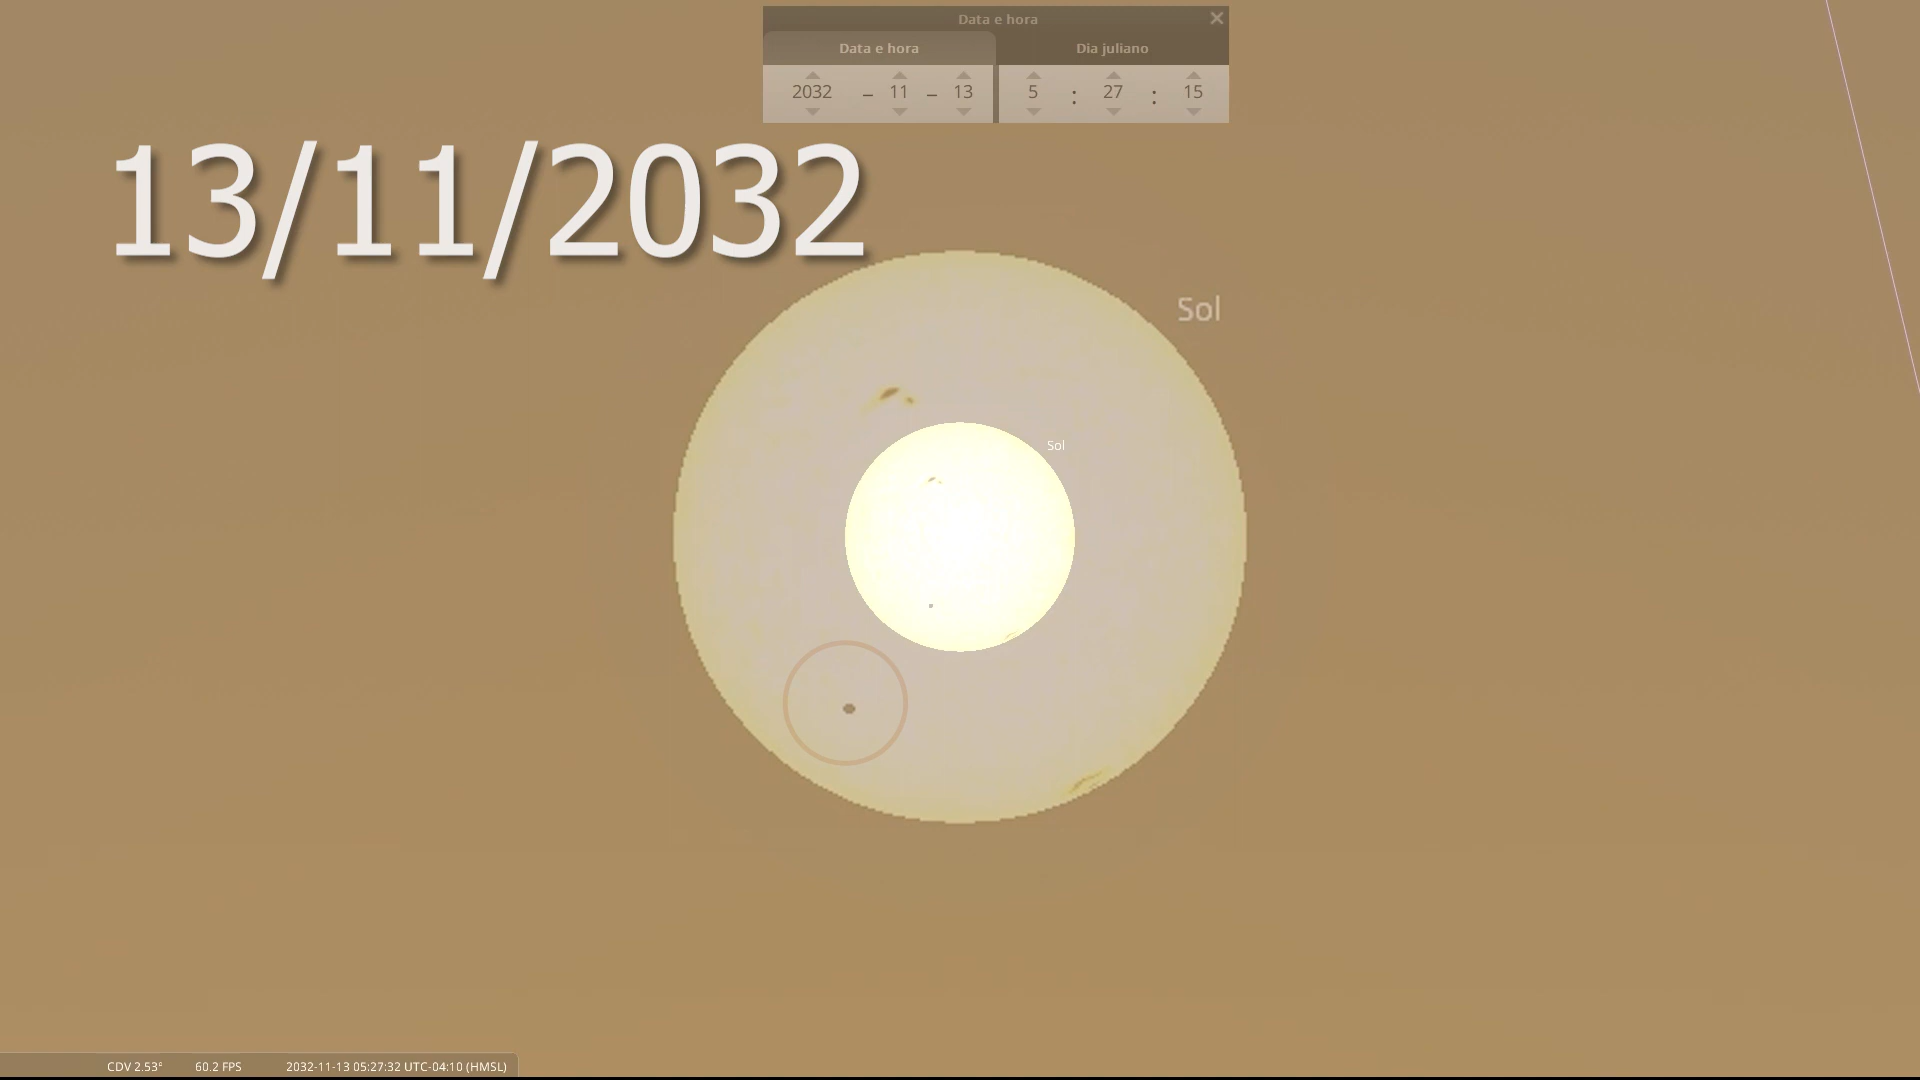 Data e hora
Data e hora Dia juliano
2032 – 11 – 13 5 : 27 : 15
13/11/2032
Sol
Sol
CDV 2.53° 60.2 FPS 2032-11-13 05:27:32 UTC-04:10 (HMSL)